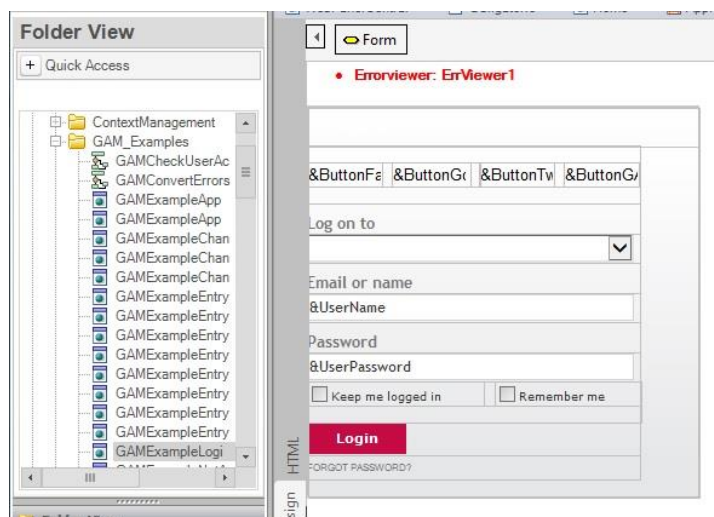 Folder View
+ Quick Access
ContextManagement
GAM_Examples
GAMCheckUserAc
GAMConvertErrors
GAMExampleApp
GAMExampleApp
GAMExampleChan
GAMExampleChan
GAMExampleChan
GAMExampleEntry
GAMExampleEntry
GAMExampleEntry
GAMExampleEntry
GAMExampleEntry
GAMExampleEntry
GAMExampleEntry
GAMExampleEntry
GAMExampleLogi
HTML
sign
Form
• Errorviewer: ErrViewer1
&ButtonFa &ButtonGo &ButtonTw &ButtonGA
Log on to
Email or name
&UserName
Password
&UserPassword
Keep me logged in Remember me
Login
FORGOT PASSWORD?